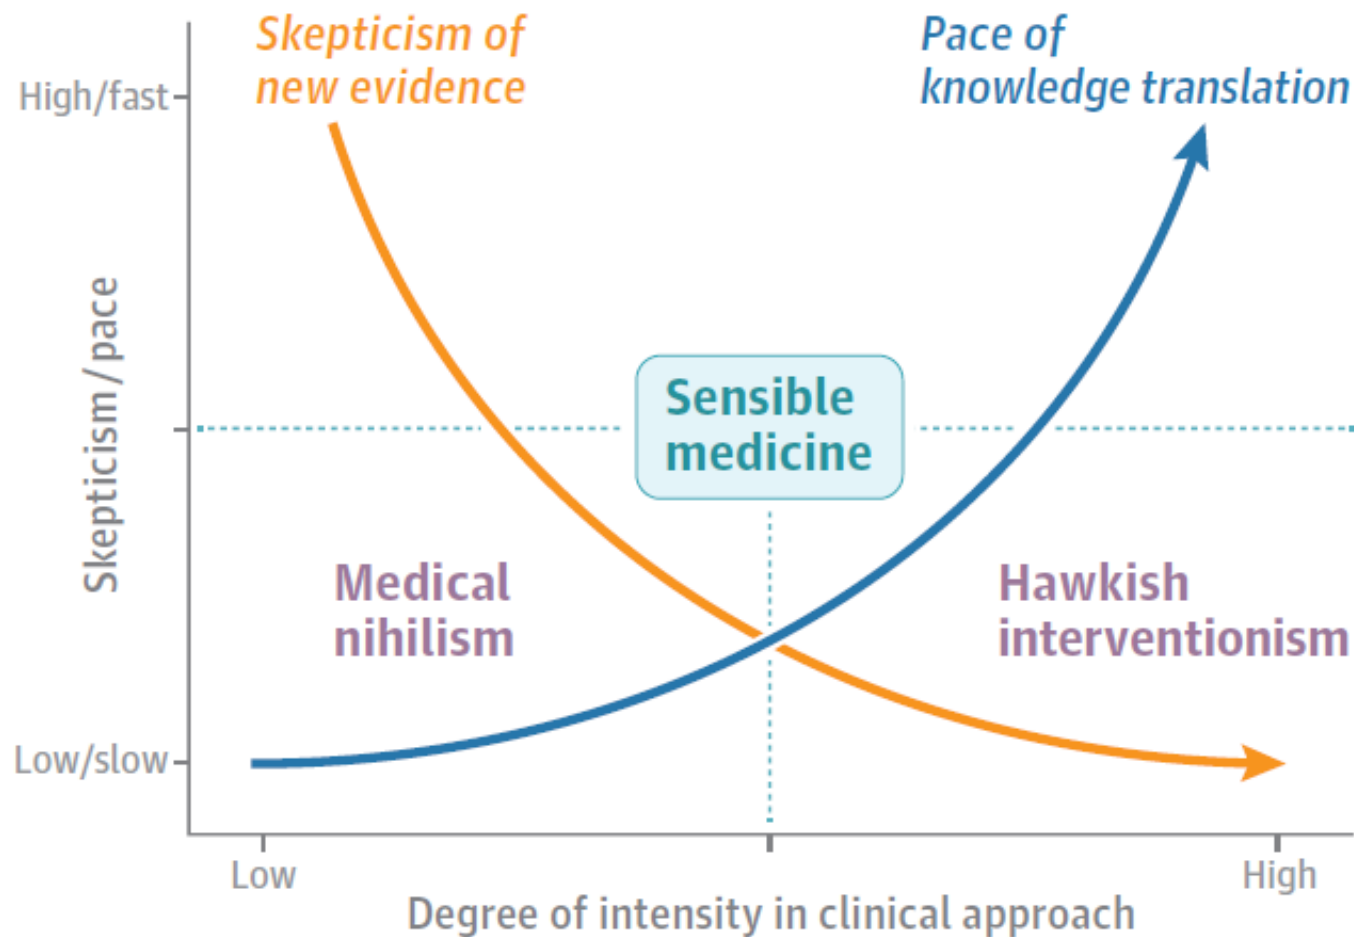 Skepticism of
new evidence
Pace of
knowledge translation
High/fast
Skepticism/pace
Sensible
medicine
Medical
nihilism
Hawkish
interventionism
Low/slow
Low
High
Degree of intensity in clinical approach